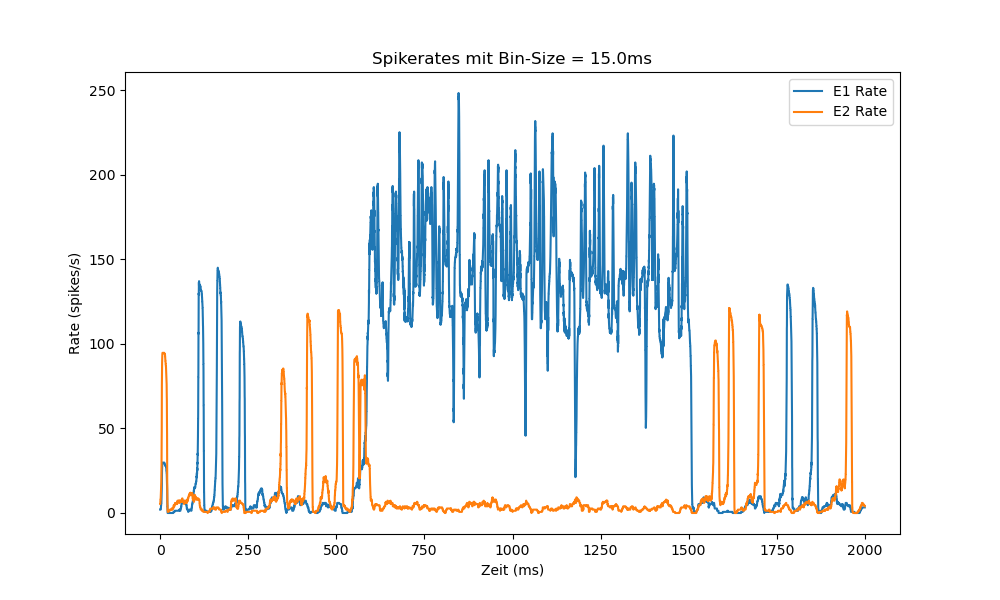 Spikerates mit Bin-Size = 15.0ms
E1 Rate
E2 Rate
250
200
150
100
50
0
Rate (spikes/s)
0 250 500 750 1000 1250 1500 1750 2000
Zeit (ms)